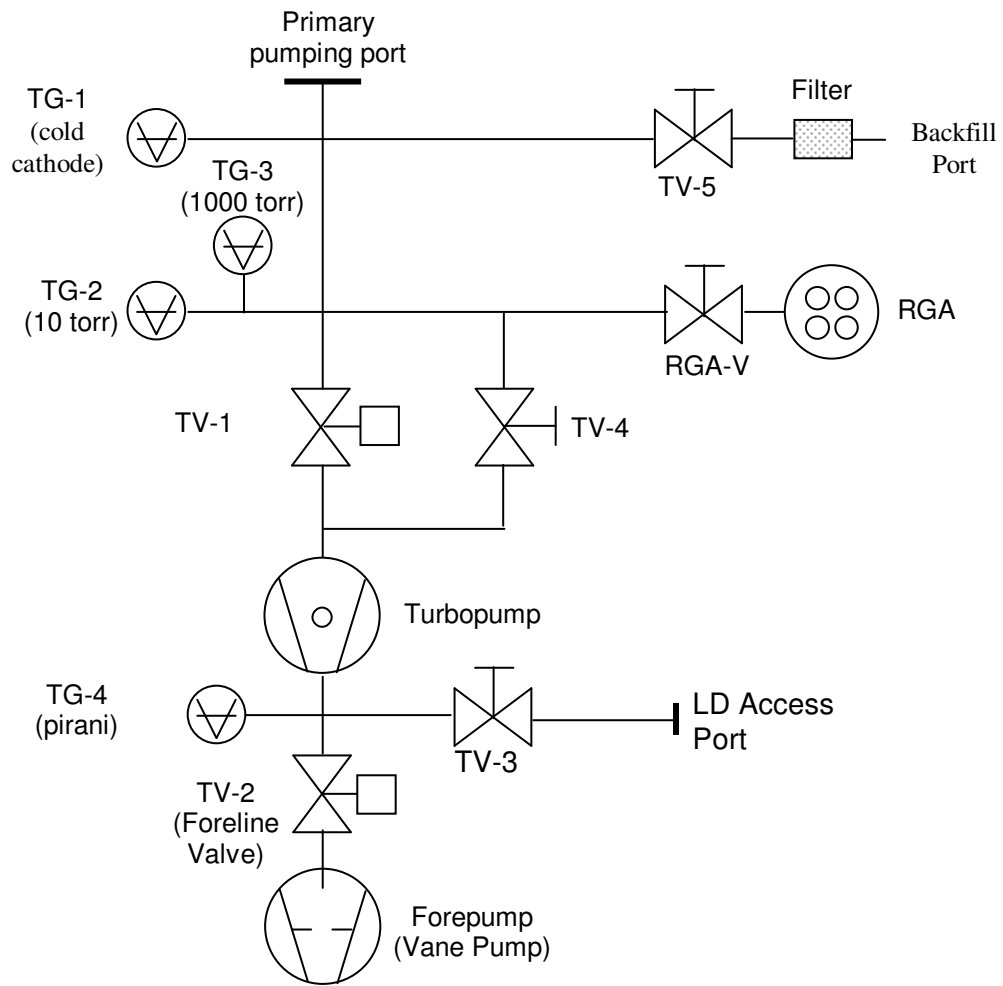 Primary
pumping port
TG-1
(cold
cathode)
Filter
Backfill
Port
TV-5
TG-3
(1000 torr)
TG-2
(10 torr)
RGA
RGA-V
TV-1
TV-4
Turbopump
TG-4
(pirani)
LD Access
Port
TV-3
TV-2
(Foreline
Valve)
Forepump
(Vane Pump)